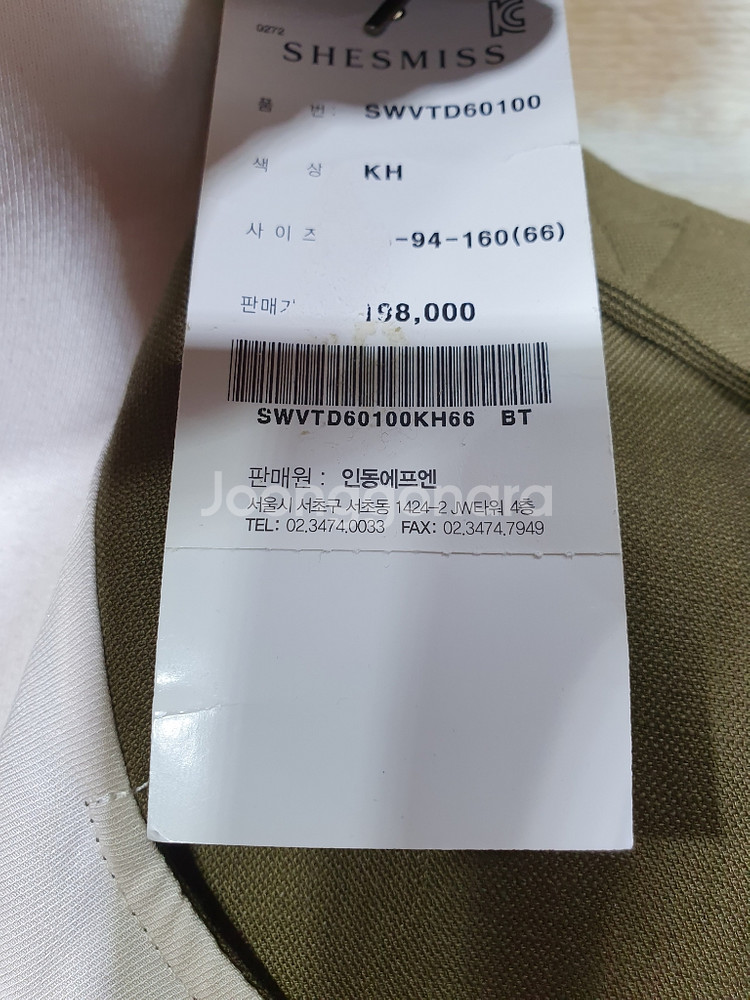 0272
SHESMISS
품 번: SWVTD60100
색 상 KH
사이즈 -94-160(66)
판매가 198,000
SWVTD60100KH66 BT
판매원 : 인동에프엔
Joonggonara
서울시 서초구 서초동 1424-2 JW타워 4층
TEL: 02.3474.0033 FAX: 02.3474.7949